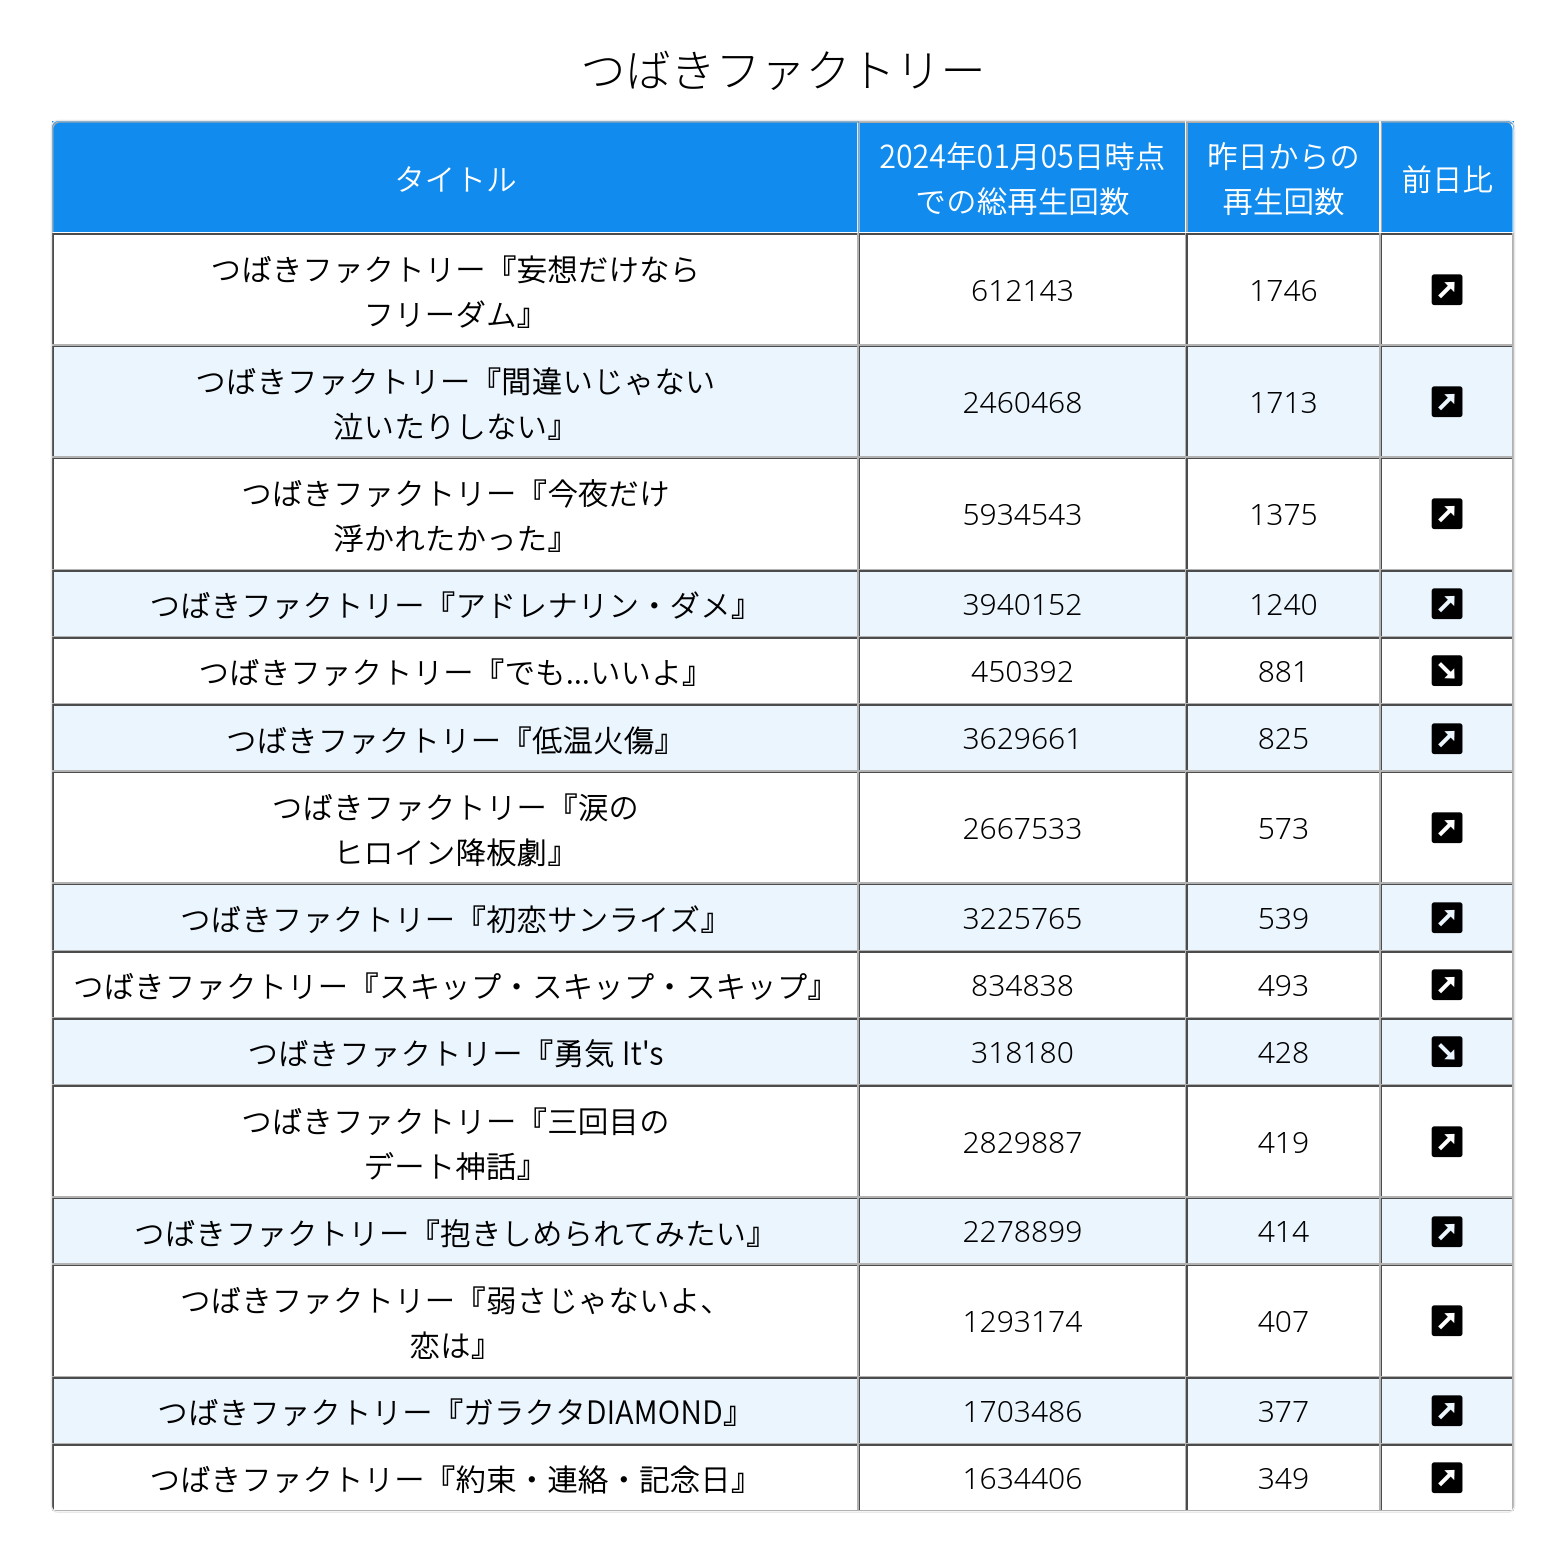 つばきファクトリー
タイトル
2024年01月05日時点
での総再生回数
昨日からの
再生回数
前日比
つばきファクトリー『妄想だけなら
フリーダム』
612143
1746
つばきファクトリー『間違いじゃない
泣いたりしない』
2460468
1713
つばきファクトリー『今夜だけ
浮かれたかった』
5934543
1375
つばきファクトリー『アドレナリン・ダメ』
3940152
1240
つばきファクトリー『でも...いいよ』
450392
881
つばきファクトリー『低温火傷』
3629661
825
つばきファクトリー『涙の
ヒロイン降板劇』
2667533
573
つばきファクトリー『初恋サンライズ』
3225765
539
つばきファクトリー『スキップ・スキップ・スキップ』
834838
493
つばきファクトリー『勇気 It's
318180
428
つばきファクトリー『三回目の
デート神話』
2829887
419
つばきファクトリー『抱きしめられてみたい』
2278899
414
つばきファクトリー『弱さじゃないよ、
恋は』
1293174
407
つばきファクトリー『ガラクタDIAMOND』
1703486
377
つばきファクトリー『約束・連絡・記念日』
1634406
349